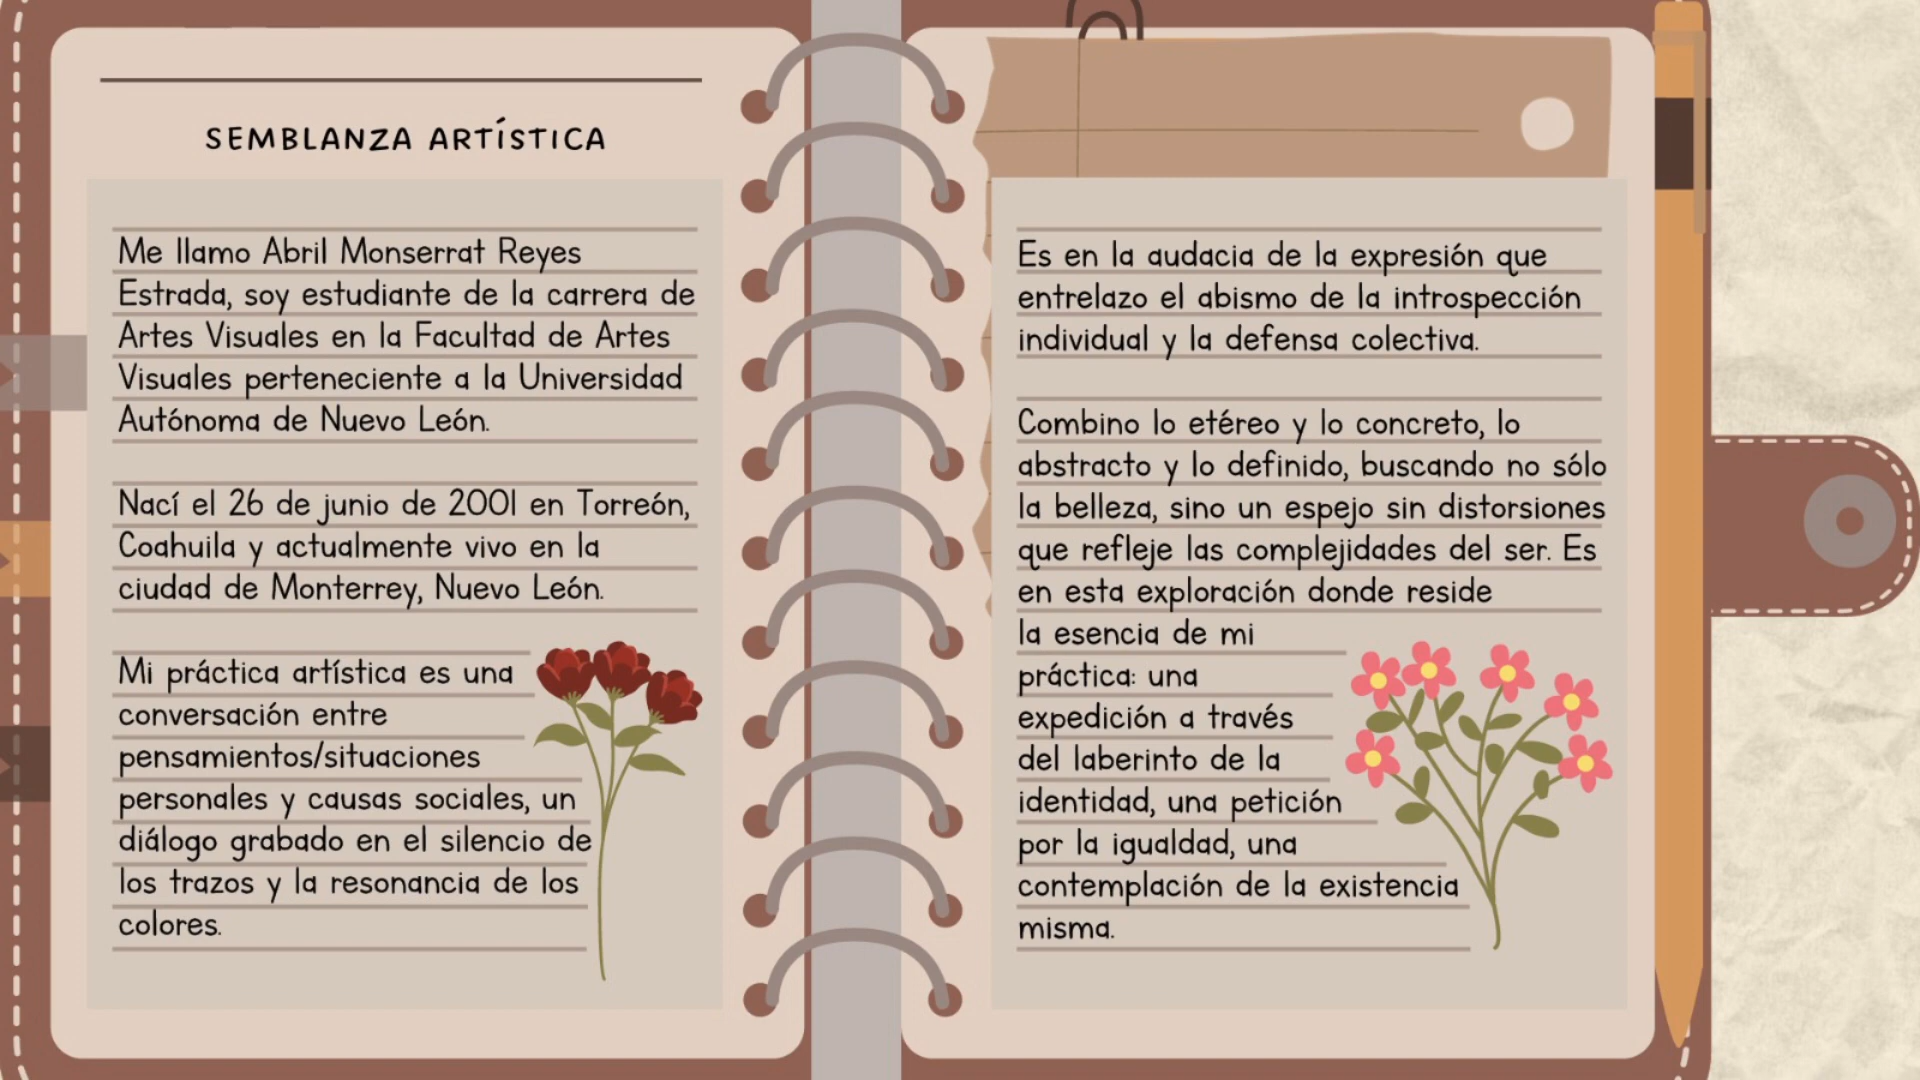 SEMBLANZA ARTÍSTICA
Me llamo Abril Monserrat Reyes
Estrada, soy estudiante de la carrera de
Artes Visuales en la Facultad de Artes
Visuales perteneciente a la Universidad
Autónoma de Nuevo León.
Nací el 26 de junio de 2001 en Torreón,
Coahuila y actualmente vivo en la
ciudad de Monterrey, Nuevo León.
Mi práctica artística es una
conversación entre
pensamientos/situaciones
personales y causas sociales, un
diálogo grabado en el silencio de
los trazos y la resonancia de los
colores.
Es en la audacia de la expresión que
entrelazo el abismo de la introspección
individual y la defensa colectiva.
Combino lo etéreo y lo concreto, lo
abstracto y lo definido, buscando no sólo
la belleza, sino un espejo sin distorsiones
que refleje las complejidades del ser. Es
en esta exploración donde reside
la esencia de mi
práctica: una
expedición a través
del laberinto de la
identidad, una petición
por la igualdad, una
contemplación de la existencia
misma.